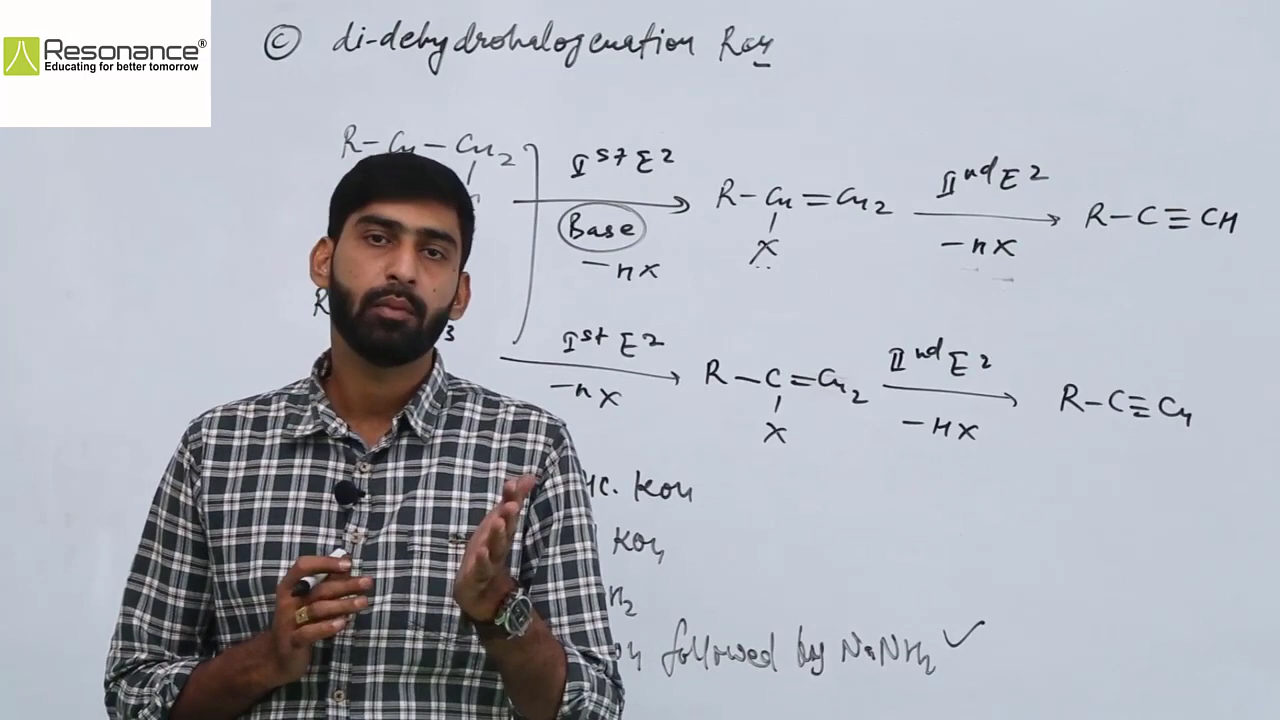 Resonance®
Educating for better tomorrow
© di-dehydrohalogenation Rxn
R-CH-CH2
Ist E2
Base
-HX
R-CH=CH2
X
IInd E2
-HX
R-C≡CH
3
Ist E2
-HX
R-C=CH2
X
IInd E2
-HX
R-C≡CH
KOH
KOH
followed by NaNH2 ✓